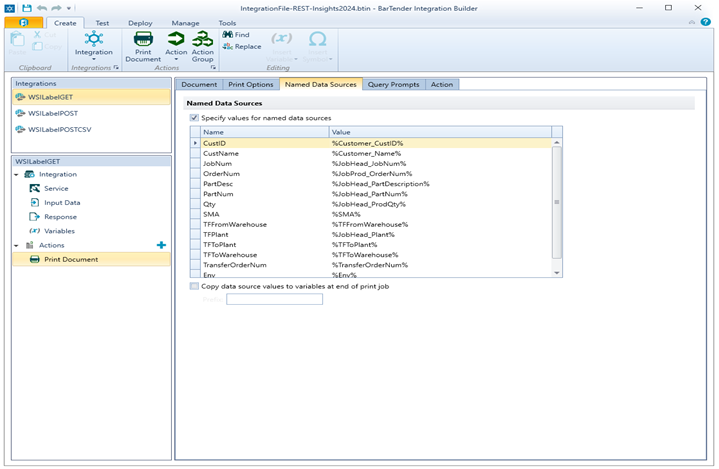 IntegrationFile-REST-Insights2024.btin - BarTender Integration Builder
Create Test Deploy Manage Tools
Paste
Cut
Copy
Clipboard
Integration
Integrations
Print Document
Action
Action Group
Actions
Find
Replace
Editing
Integrations
WSILabelGET
WSILabelPOST
WSILabelPOSTCSV
WSILabelGET
Integration
Service
Input Data
Response
(x) Variables
Actions
Print Document
Document Print Options Named Data Sources Query Prompts Action
Named Data Sources
Specify values for named data sources
Name Value
CustID %Customer_CustID%
CustName %Customer_Name%
JobNum %JobHead_JobNum%
OrderNum %JobProd_OrderNum%
PartDesc %JobHead_PartDescription%
PartNum %JobHead_PartNum%
Qty %JobHead_ProdQty%
SMA %SMA%
TFFromWarehouse %TFFromWarehouse%
TFPlant %JobHead_Plant%
TFToPlant %TFToPlant%
TFToWarehouse %TFToWarehouse%
TransferOrderNum %TransferOrderNum%
Env %Env%
Copy data source values to variables at end of print job